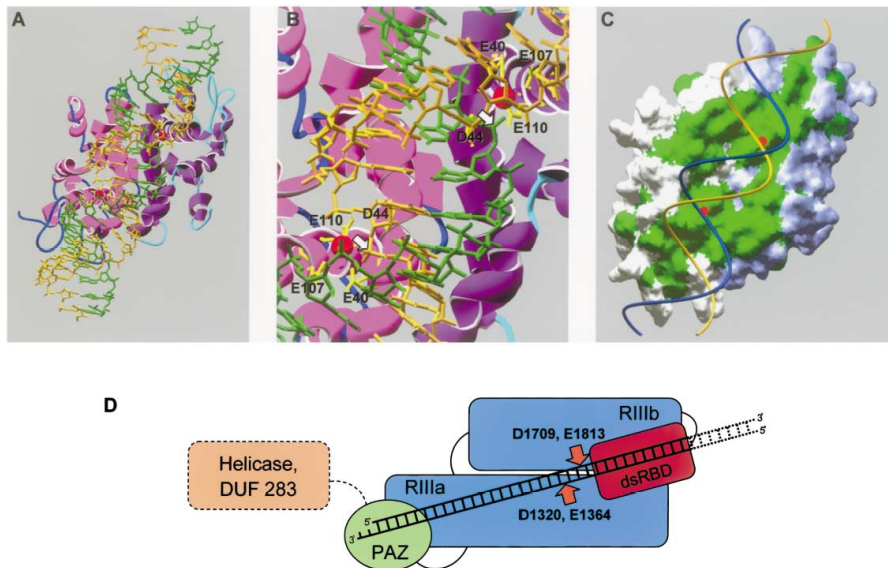 A
B
C
E40
E107
D44
E110
E110
D44
E107
E40
D
RIIIb
3'
5'
D1709, E1813
Helicase,
DUF 283
RIIIa
dsRBD
D1320, E1364
5'
3'
PAZ